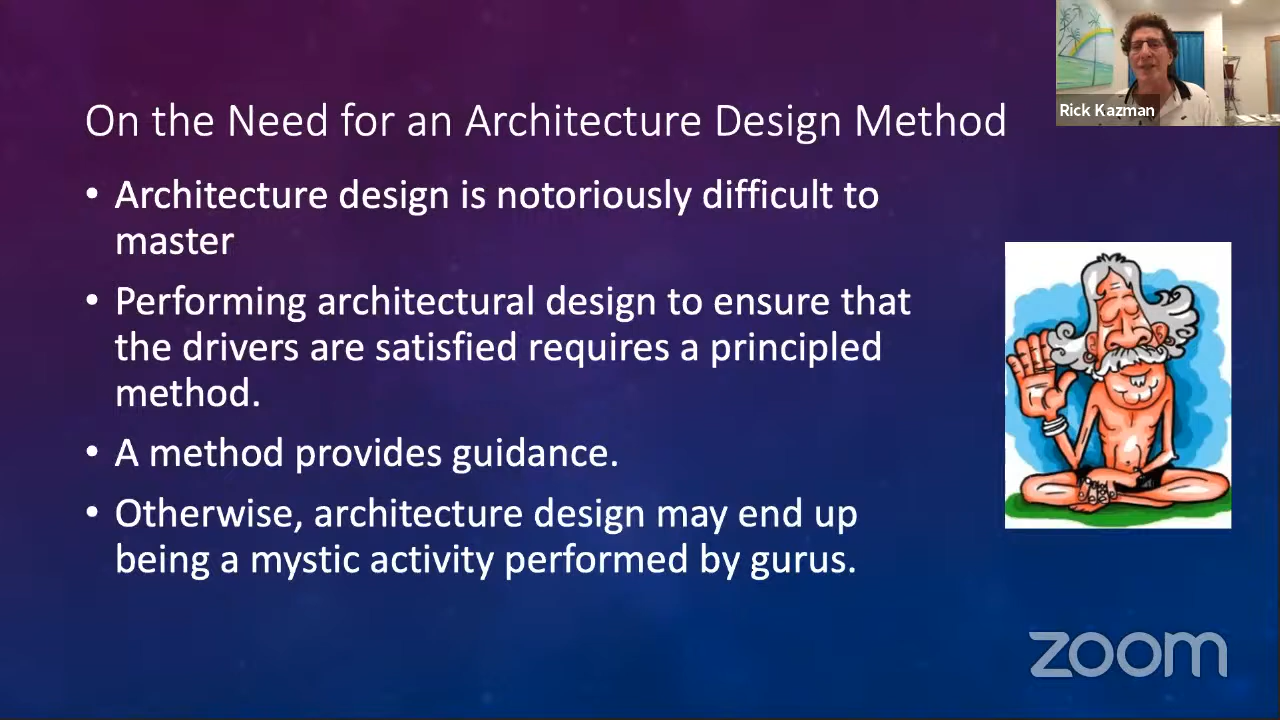 Rick Kazman
On the Need for an Architecture Design Method
• Architecture design is notoriously difficult to
master
• Performing architectural design to ensure that
the drivers are satisfied requires a principled
method.
• A method provides guidance.
• Otherwise, architecture design may end up
being a mystic activity performed by gurus.
zoom